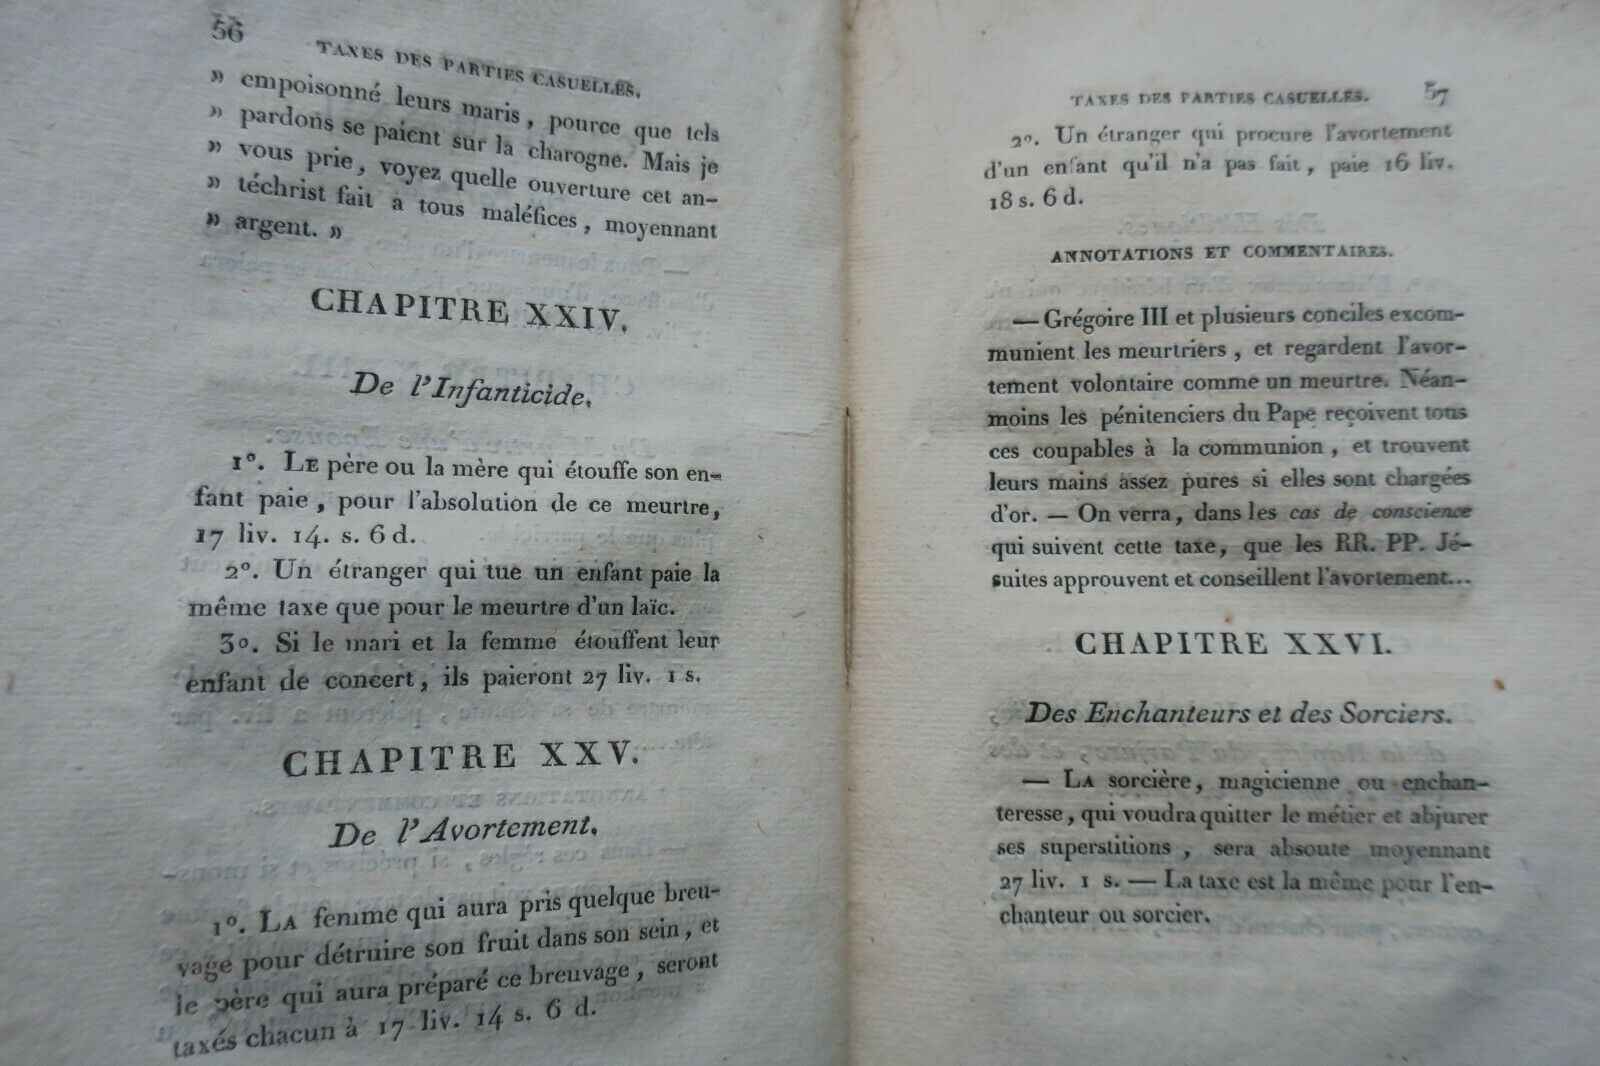 56
TAXES DES PARTIES CASUELLES.
» empoisonné leurs maris, pource que tels
» pardons se paient sur la charogne. Mais je
» vous prie, voyez quelle ouverture cet an-
» téchrist fait a tous maléfices, moyennant
» argent. »
CHAPITRE XXIV.
De l'Infanticide.
1°. LE père ou la mère qui étouffe son en-
fant paie, pour l'absolution de ce meurtre,
17 liv. 14. s. 6 d.
2°. Un étranger qui tue un enfant paie la
même taxe que pour le meurtre d'un laïc.
3o. Si le mari et la femme étouffent leur
enfant de concert, ils paieront 27 liv. 1 s.
CHAPITRE XXV.
De l'Avortement.
1°. LA femme qui aura pris quelque breu-
vage pour détruire son fruit dans son sein, et
le père qui aura préparé ce breuvage, seront
taxés chacun à 17 liv. 14 s. 6 d.
TAXES DES PARTIES CASUELLES. 57
2°. Un étranger qui procure l'avortement
d'un enfant qu'il n'a pas fait, paie 16 liv.
18 s. 6 d.
ANNOTATIONS ET COMMENTAIRES.
— Grégoire III et plusieurs conciles excom-
munient les meurtriers, et regardent l'avor-
tement volontaire comme un meurtre. Néan-
moins les pénitenciers du Pape reçoivent tous
ces coupables à la communion, et trouvent
leurs mains assez pures si elles sont chargées
d'or. — On verra, dans les cas de conscience
qui suivent cette taxe, que les RR. PP. Jé-
suites approuvent et conseillent l'avortement...
CHAPITRE XXVI.
Des Enchanteurs et des Sorciers.
— LA sorcière, magicienne ou enchan-
teresse, qui voudra quitter le métier et abjurer
ses superstitions, sera absoute moyennant
27 liv. 1 s. — La taxe est la même pour l'en-
chanteur ou sorcier.